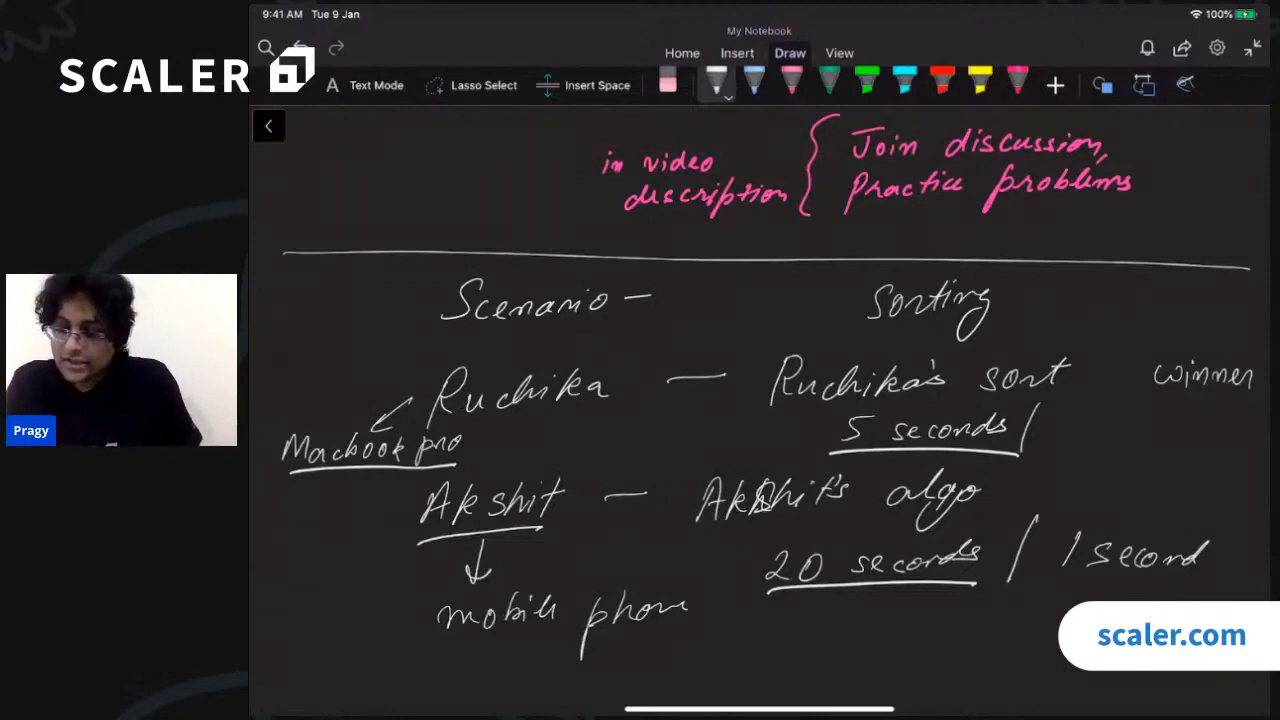 9:41 AM Tue 9 Jan
100%
My Notebook
SCALER
Home Insert Draw View
Text Mode Lasso Select Insert Space
in video description
Join discussion,
Practice problems
Scenario - Sorting
Ruchika - Ruchika's sort winner
Macbook pro
5 seconds /
Akshit - Akshit's algo
20 seconds / 1 second
mobile phone
Pragy
scaler.com